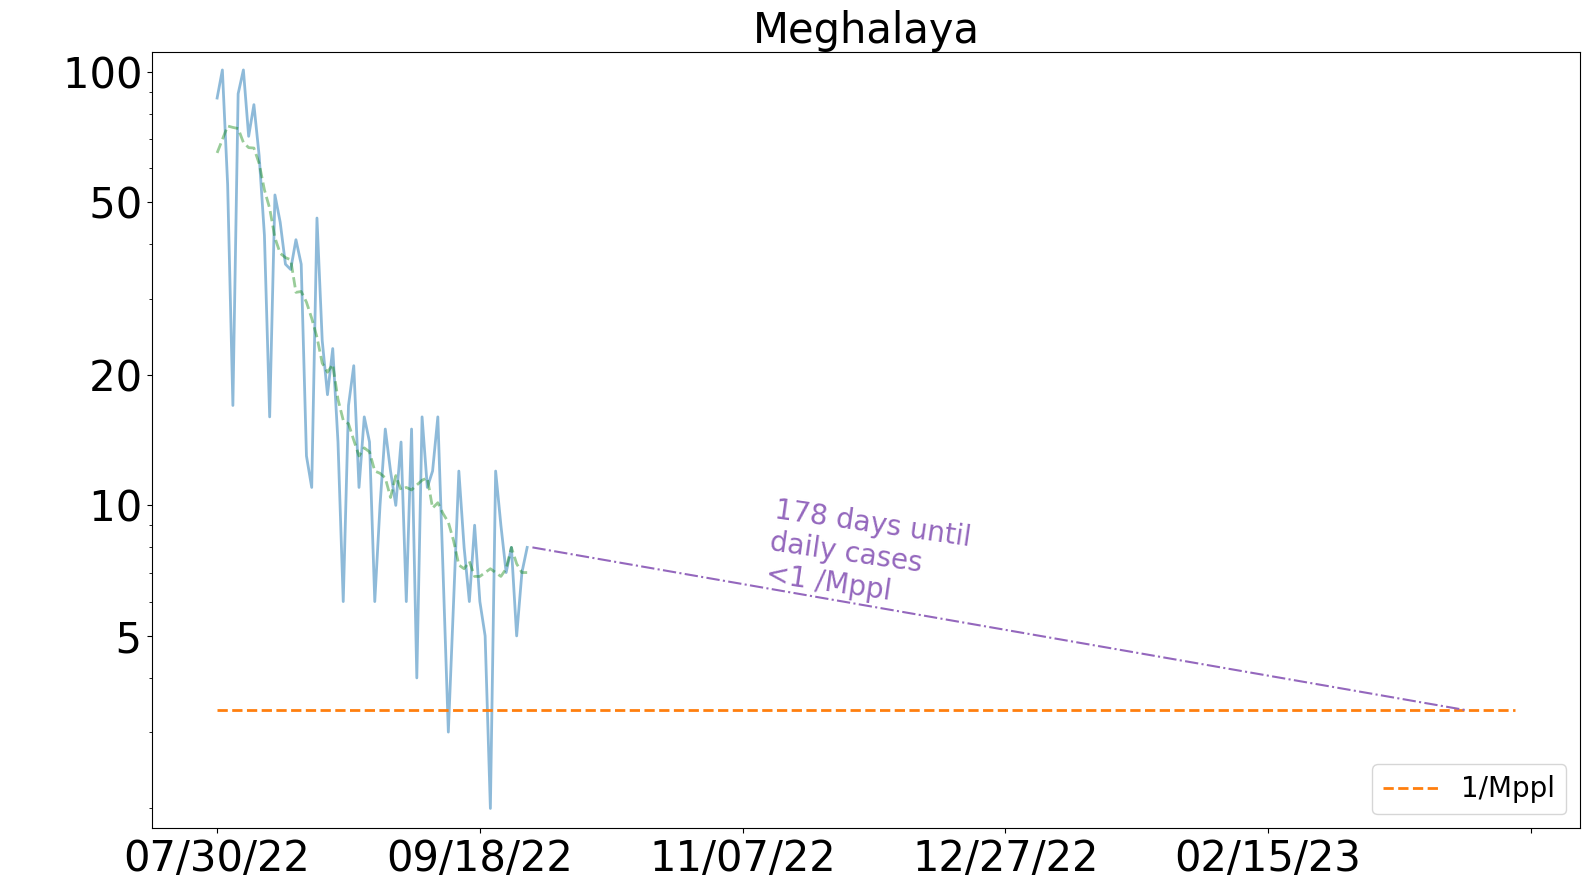 Meghalaya
100
50
20
10
5
178 days until
daily cases
<1 /Mppl
1/Mppl
07/30/22
09/18/22
11/07/22
12/27/22
02/15/23